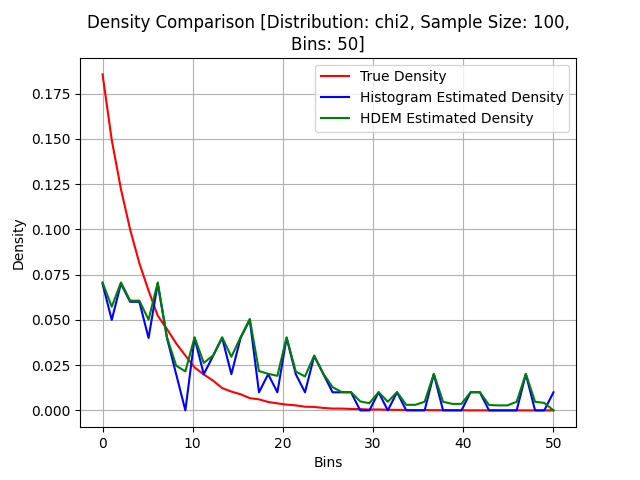 Density Comparison [Distribution: chi2, Sample Size: 100,
Bins: 50]
True Density
Histogram Estimated Density
HDEM Estimated Density
Density
0.175
0.150
0.125
0.100
0.075
0.050
0.025
0.000
0 10 20 30 40 50
Bins